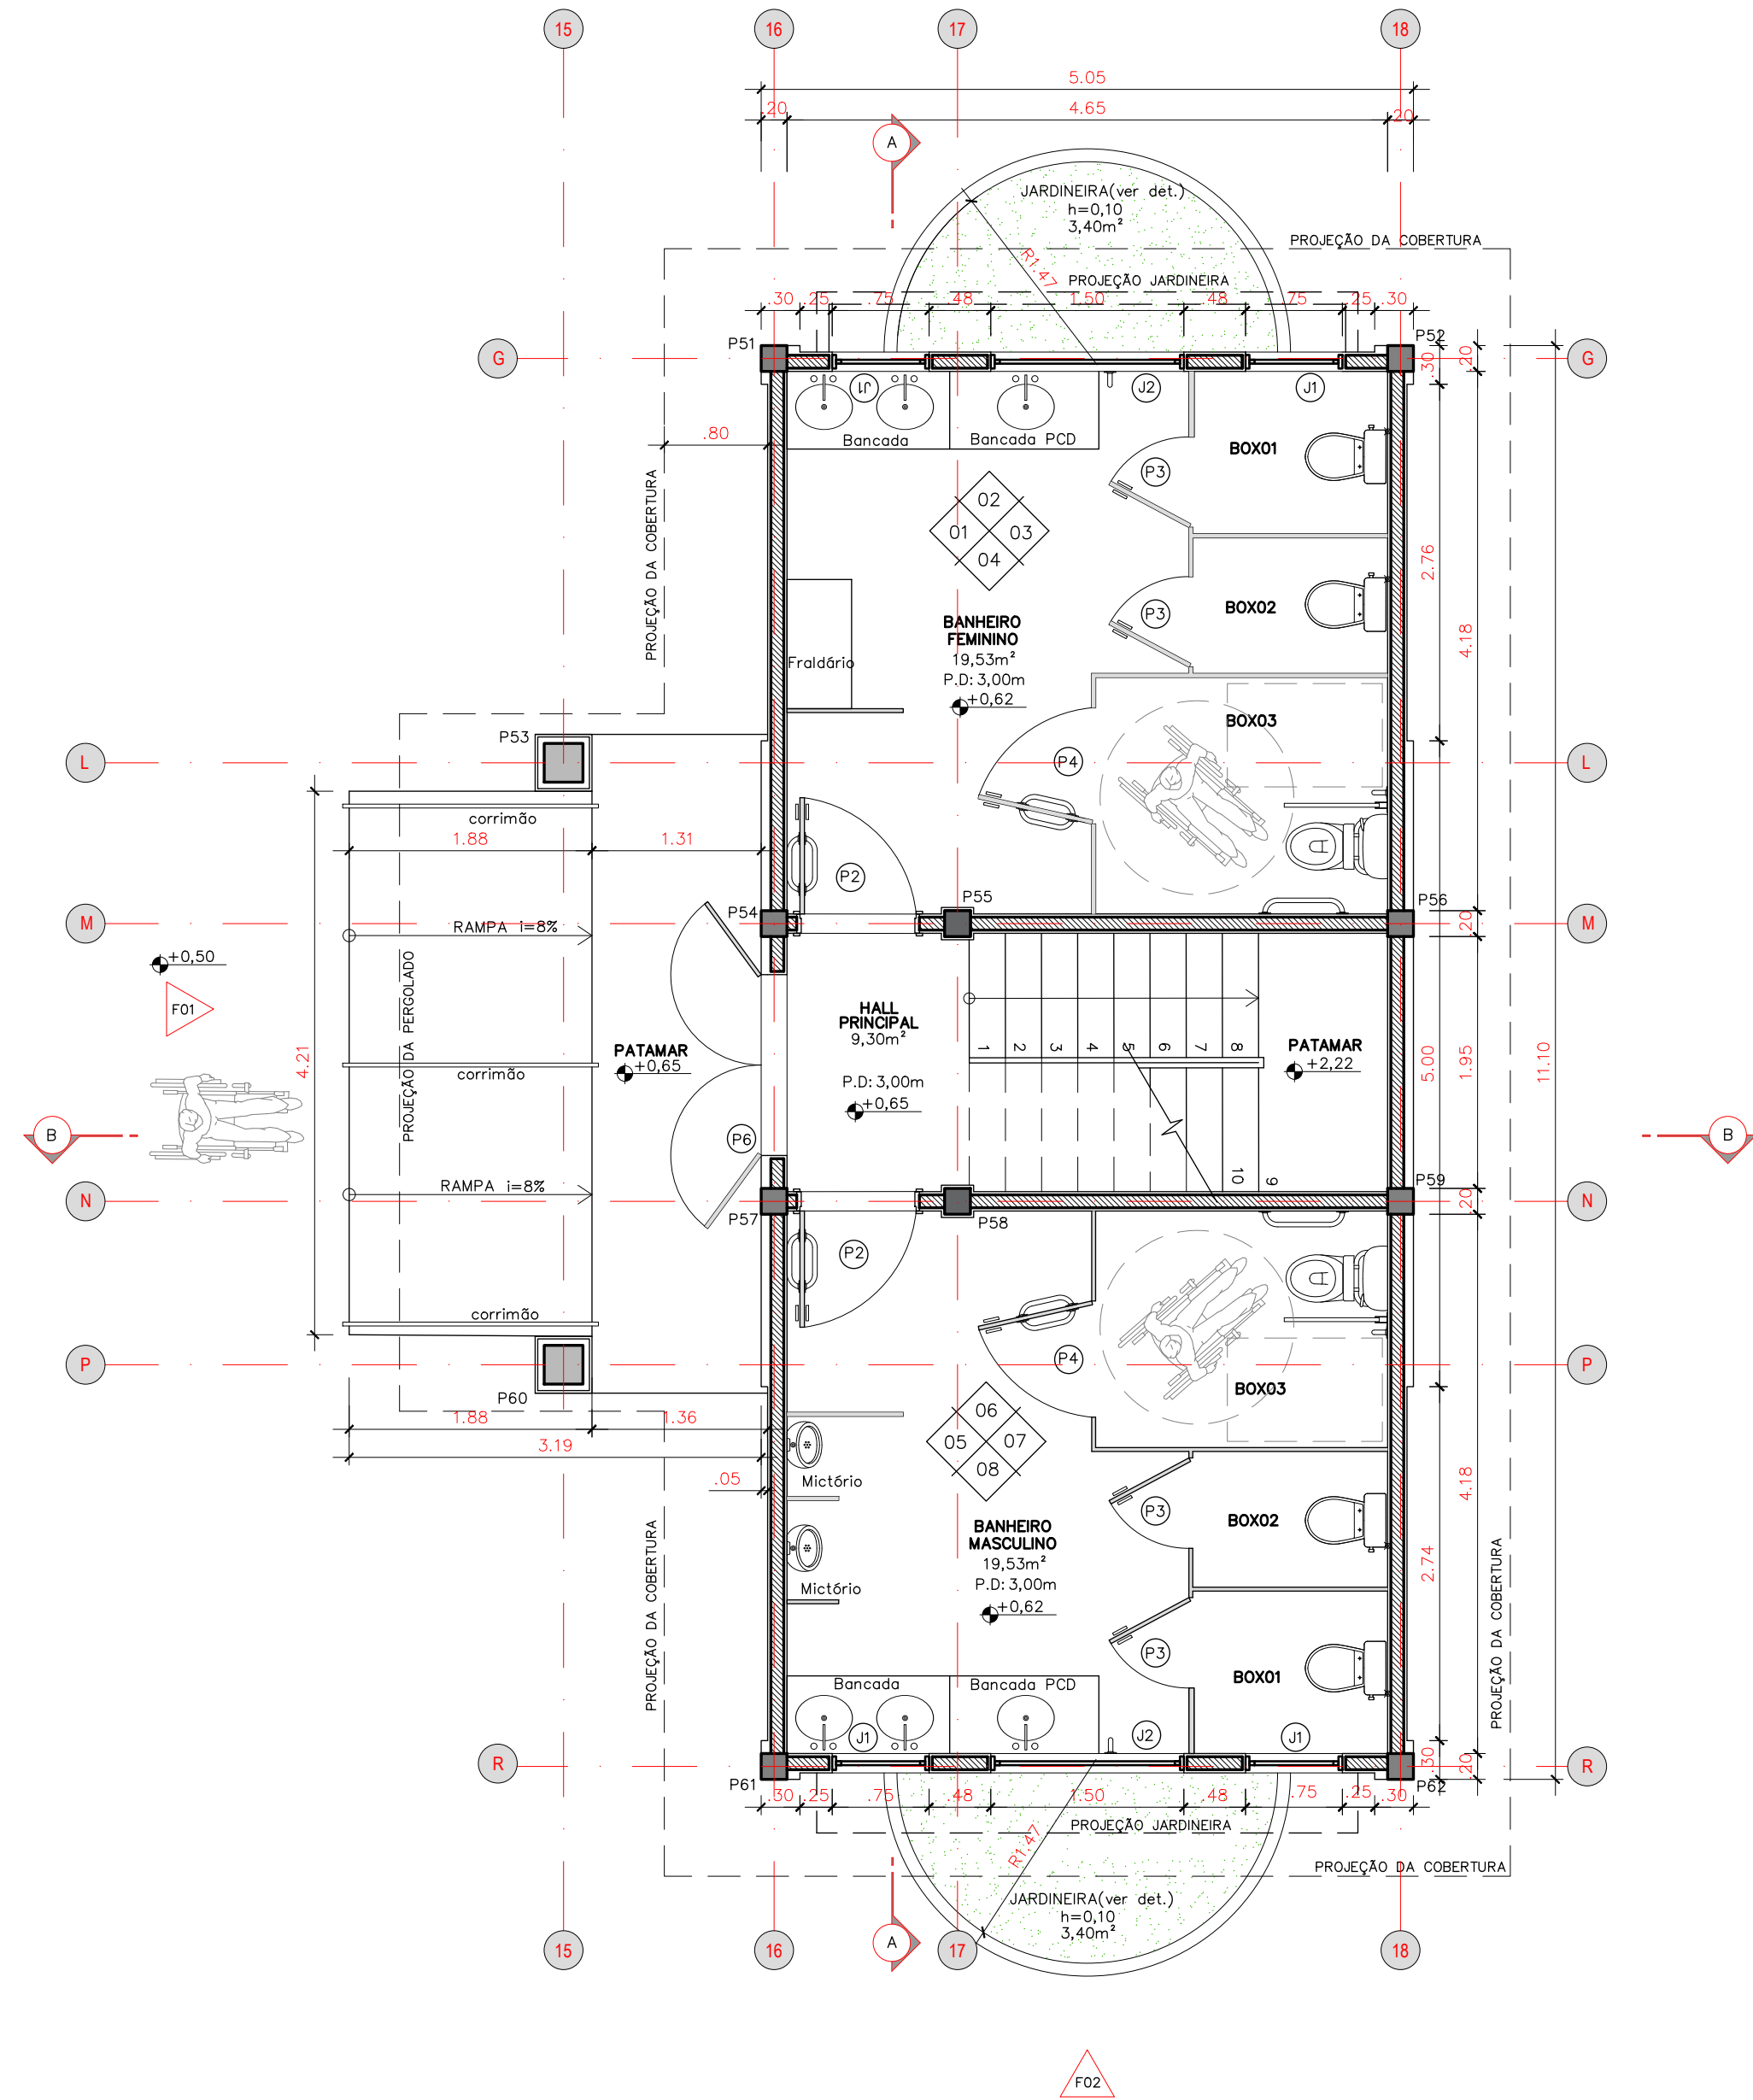 15
16
17
18
5.05
.20
4.65
.20
A
JARDINEIRA(ver det.)
h=0,10
3,40m²
R1.47
PROJEÇÃO DA COBERTURA
PROJEÇÃO JARDINEIRA
.30
.25
.75
.48
1.50
.48
.75
.25
.30
P51
P52
G
G
.30
.20
J1
J2
J1
Bancada
Bancada PCD
BOX01
.80
P3
02
01
03
04
PROJEÇÃO DA COBERTURA
2.76
P3
BOX02
BANHEIRO
FEMININO
19,53m²
P.D: 3,00m
+0,62
4.18
Fraldário
BOX03
P53
L
P4
L
corrimão
1.88
1.31
P2
P54
P55
P56
M
M
.20
RAMPA i=8%
+0,50
F01
PROJEÇÃO DA PERGOLADO
HALL
PRINCIPAL
9,30m²
P.D: 3,00m
+0,65
1
2
3
4
5
6
7
8
PATAMAR
+2,22
PATAMAR
+0,65
corrimão
4.21
5.00
1.95
11.10
B
P6
B
RAMPA i=8%
10
9
N
P57
P58
P59
N
.20
P2
corrimão
P4
P
P60
BOX03
P
1.88
1.36
3.19
.05
06
05
07
08
Mictório
P3
BOX02
BANHEIRO
MASCULINO
19,53m²
P.D: 3,00m
+0,62
Mictório
4.18
2.74
PROJEÇÃO DA COBERTURA
PROJEÇÃO DA COBERTURA
P3
BOX01
Bancada
Bancada PCD
J1
J2
J1
R
R
.30
.20
P61
P62
.30
.25
.75
.48
1.50
.48
.75
.25
.30
PROJEÇÃO JARDINEIRA
R1.47
PROJEÇÃO DA COBERTURA
JARDINEIRA(ver det.)
h=0,10
3,40m²
A
15
16
17
18
F02